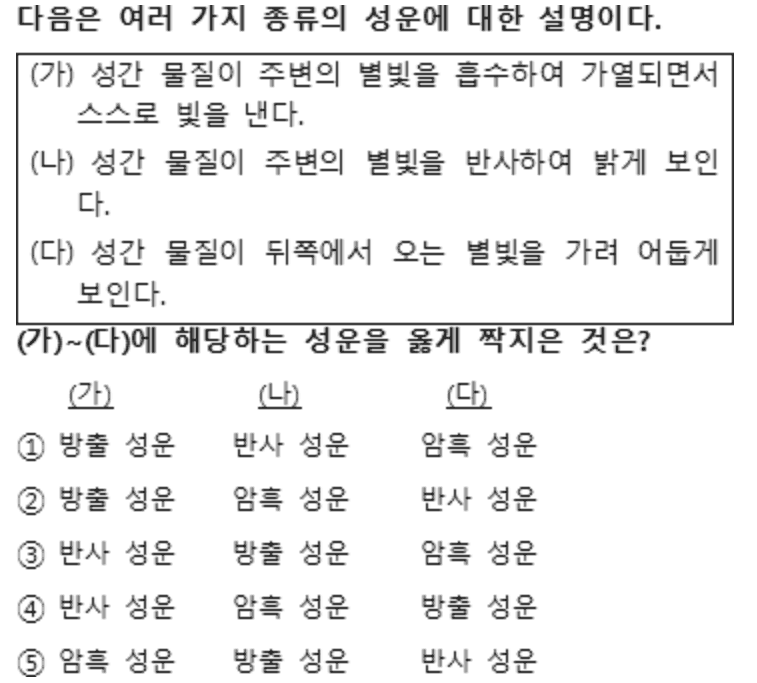 다음은 여러 가지 종류의 성운에 대한 설명이다.
(가) 성간 물질이 주변의 별빛을 흡수하여 가열되면서
스스로 빛을 낸다.
(나) 성간 물질이 주변의 별빛을 반사하여 밝게 보인
다.
(다) 성간 물질이 뒤쪽에서 오는 별빛을 가려 어둡게
보인다.
(가)~(다)에 해당하는 성운을 옳게 짝지은 것은?
(가) (나) (다)
① 방출 성운 반사 성운 암흑 성운
② 방출 성운 암흑 성운 반사 성운
③ 반사 성운 방출 성운 암흑 성운
④ 반사 성운 암흑 성운 방출 성운
⑤ 암흑 성운 방출 성운 반사 성운